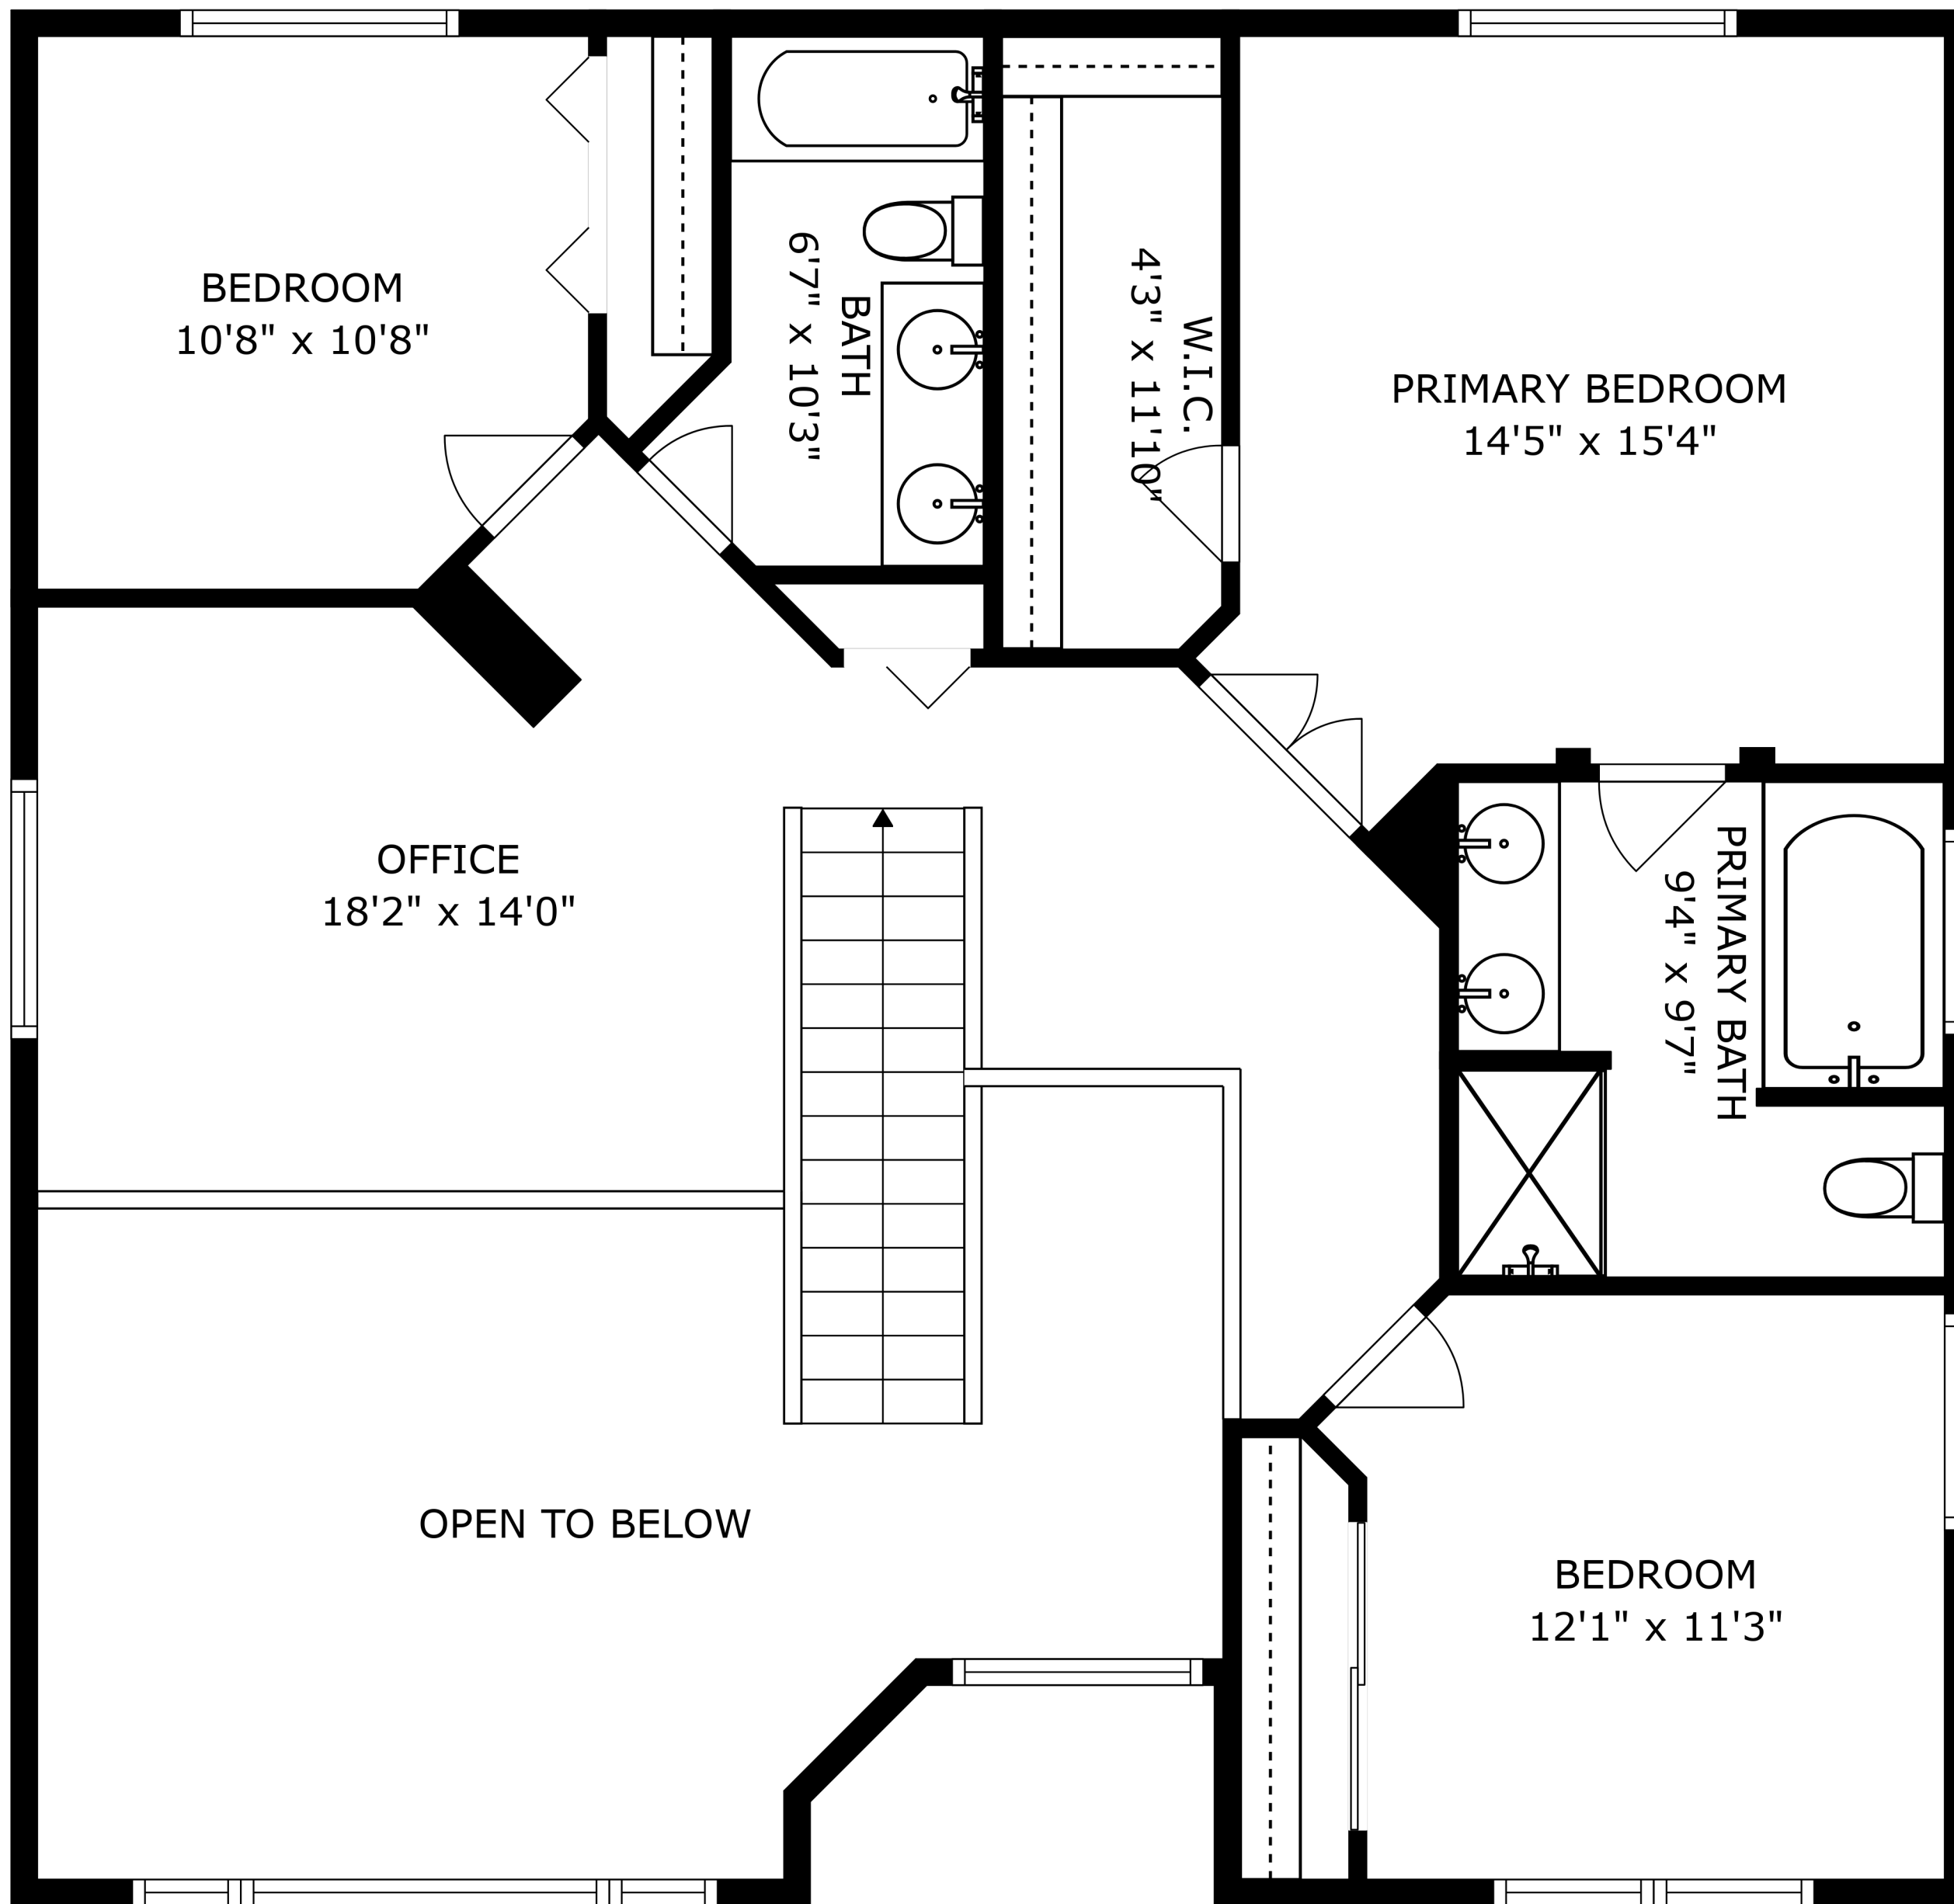 BEDROOM
10'8" x 10'8"
BATH
6'7" x 10'3"
W.I.C.
4'3" x 11'10"
PRIMARY BEDROOM
14'5" x 15'4"
OFFICE
18'2" x 14'0"
PRIMARY BATH
9'4" x 9'7"
OPEN TO BELOW
BEDROOM
12'1" x 11'3"